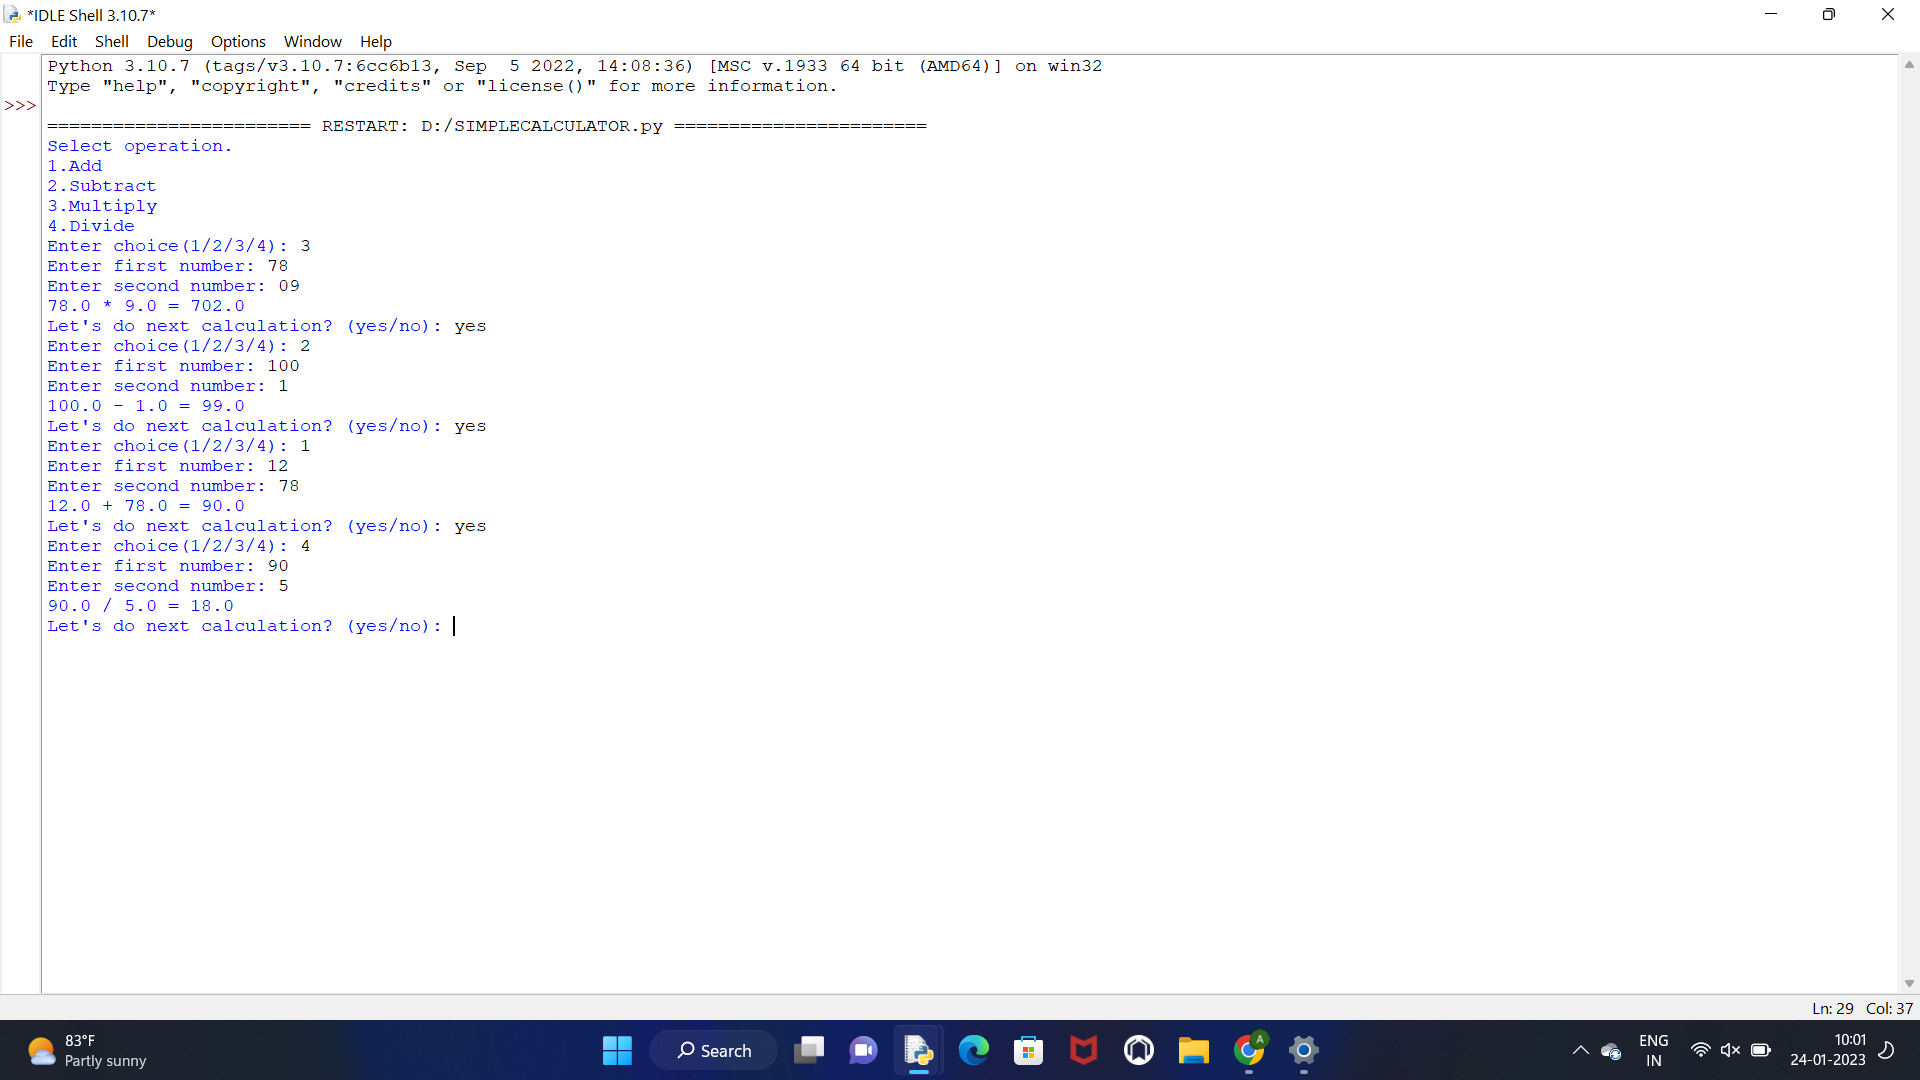 *IDLE Shell 3.10.7*
File Edit Shell Debug Options Window Help
Python 3.10.7 (tags/v3.10.7:6cc6b13, Sep  5 2022, 14:08:36) [MSC v.1933 64 bit (AMD64)] on win32
Type "help", "copyright", "credits" or "license()" for more information.
>>>
======================== RESTART: D:/SIMPLECALCULATOR.py =======================
Select operation.
1.Add
2.Subtract
3.Multiply
4.Divide
Enter choice(1/2/3/4): 3
Enter first number: 78
Enter second number: 09
78.0 * 9.0 = 702.0
Let's do next calculation? (yes/no): yes
Enter choice(1/2/3/4): 2
Enter first number: 100
Enter second number: 1
100.0 - 1.0 = 99.0
Let's do next calculation? (yes/no): yes
Enter choice(1/2/3/4): 1
Enter first number: 12
Enter second number: 78
12.0 + 78.0 = 90.0
Let's do next calculation? (yes/no): yes
Enter choice(1/2/3/4): 4
Enter first number: 90
Enter second number: 5
90.0 / 5.0 = 18.0
Let's do next calculation? (yes/no):
Ln: 29 Col: 37
83°F
Partly sunny
Search
A
ENG
IN
10:01
24-01-2023